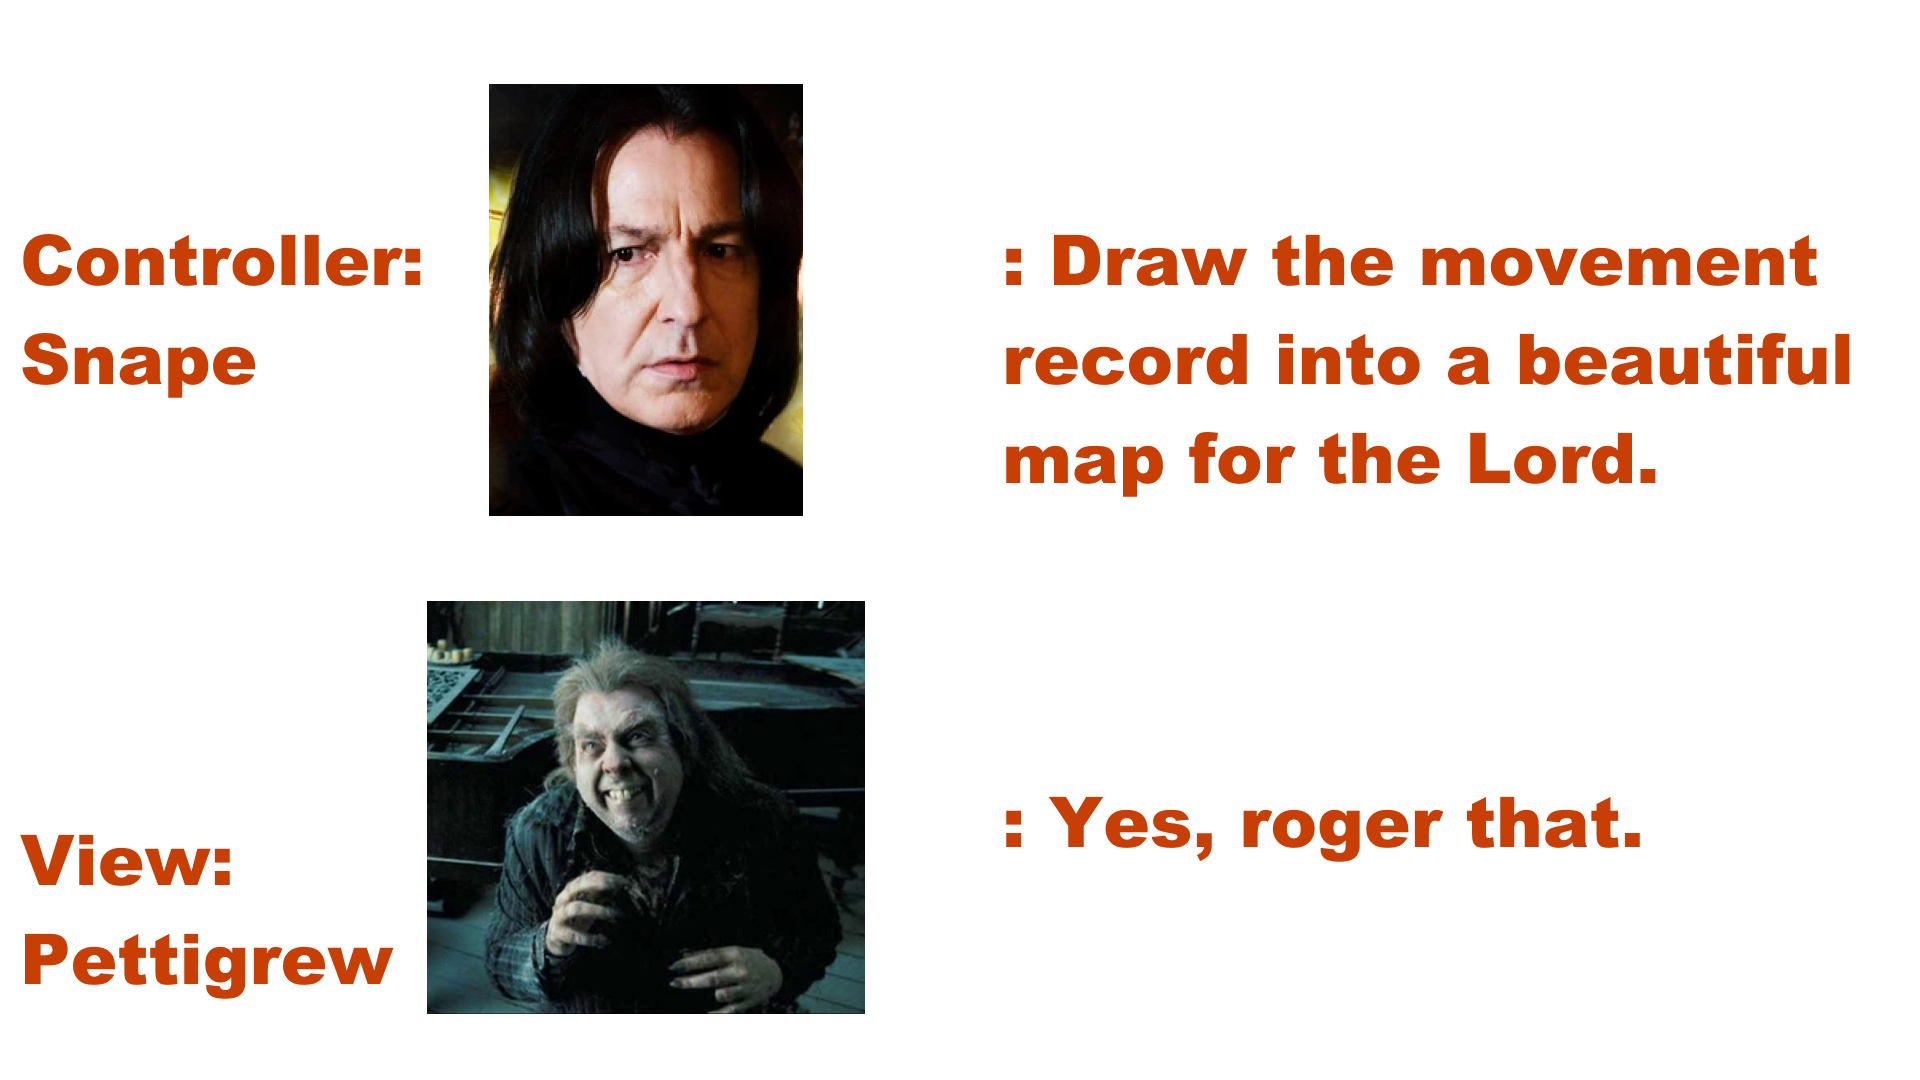 Controller:
Snape
: Draw the movement
record into a beautiful
map for the Lord.
View:
Pettigrew
: Yes, roger that.